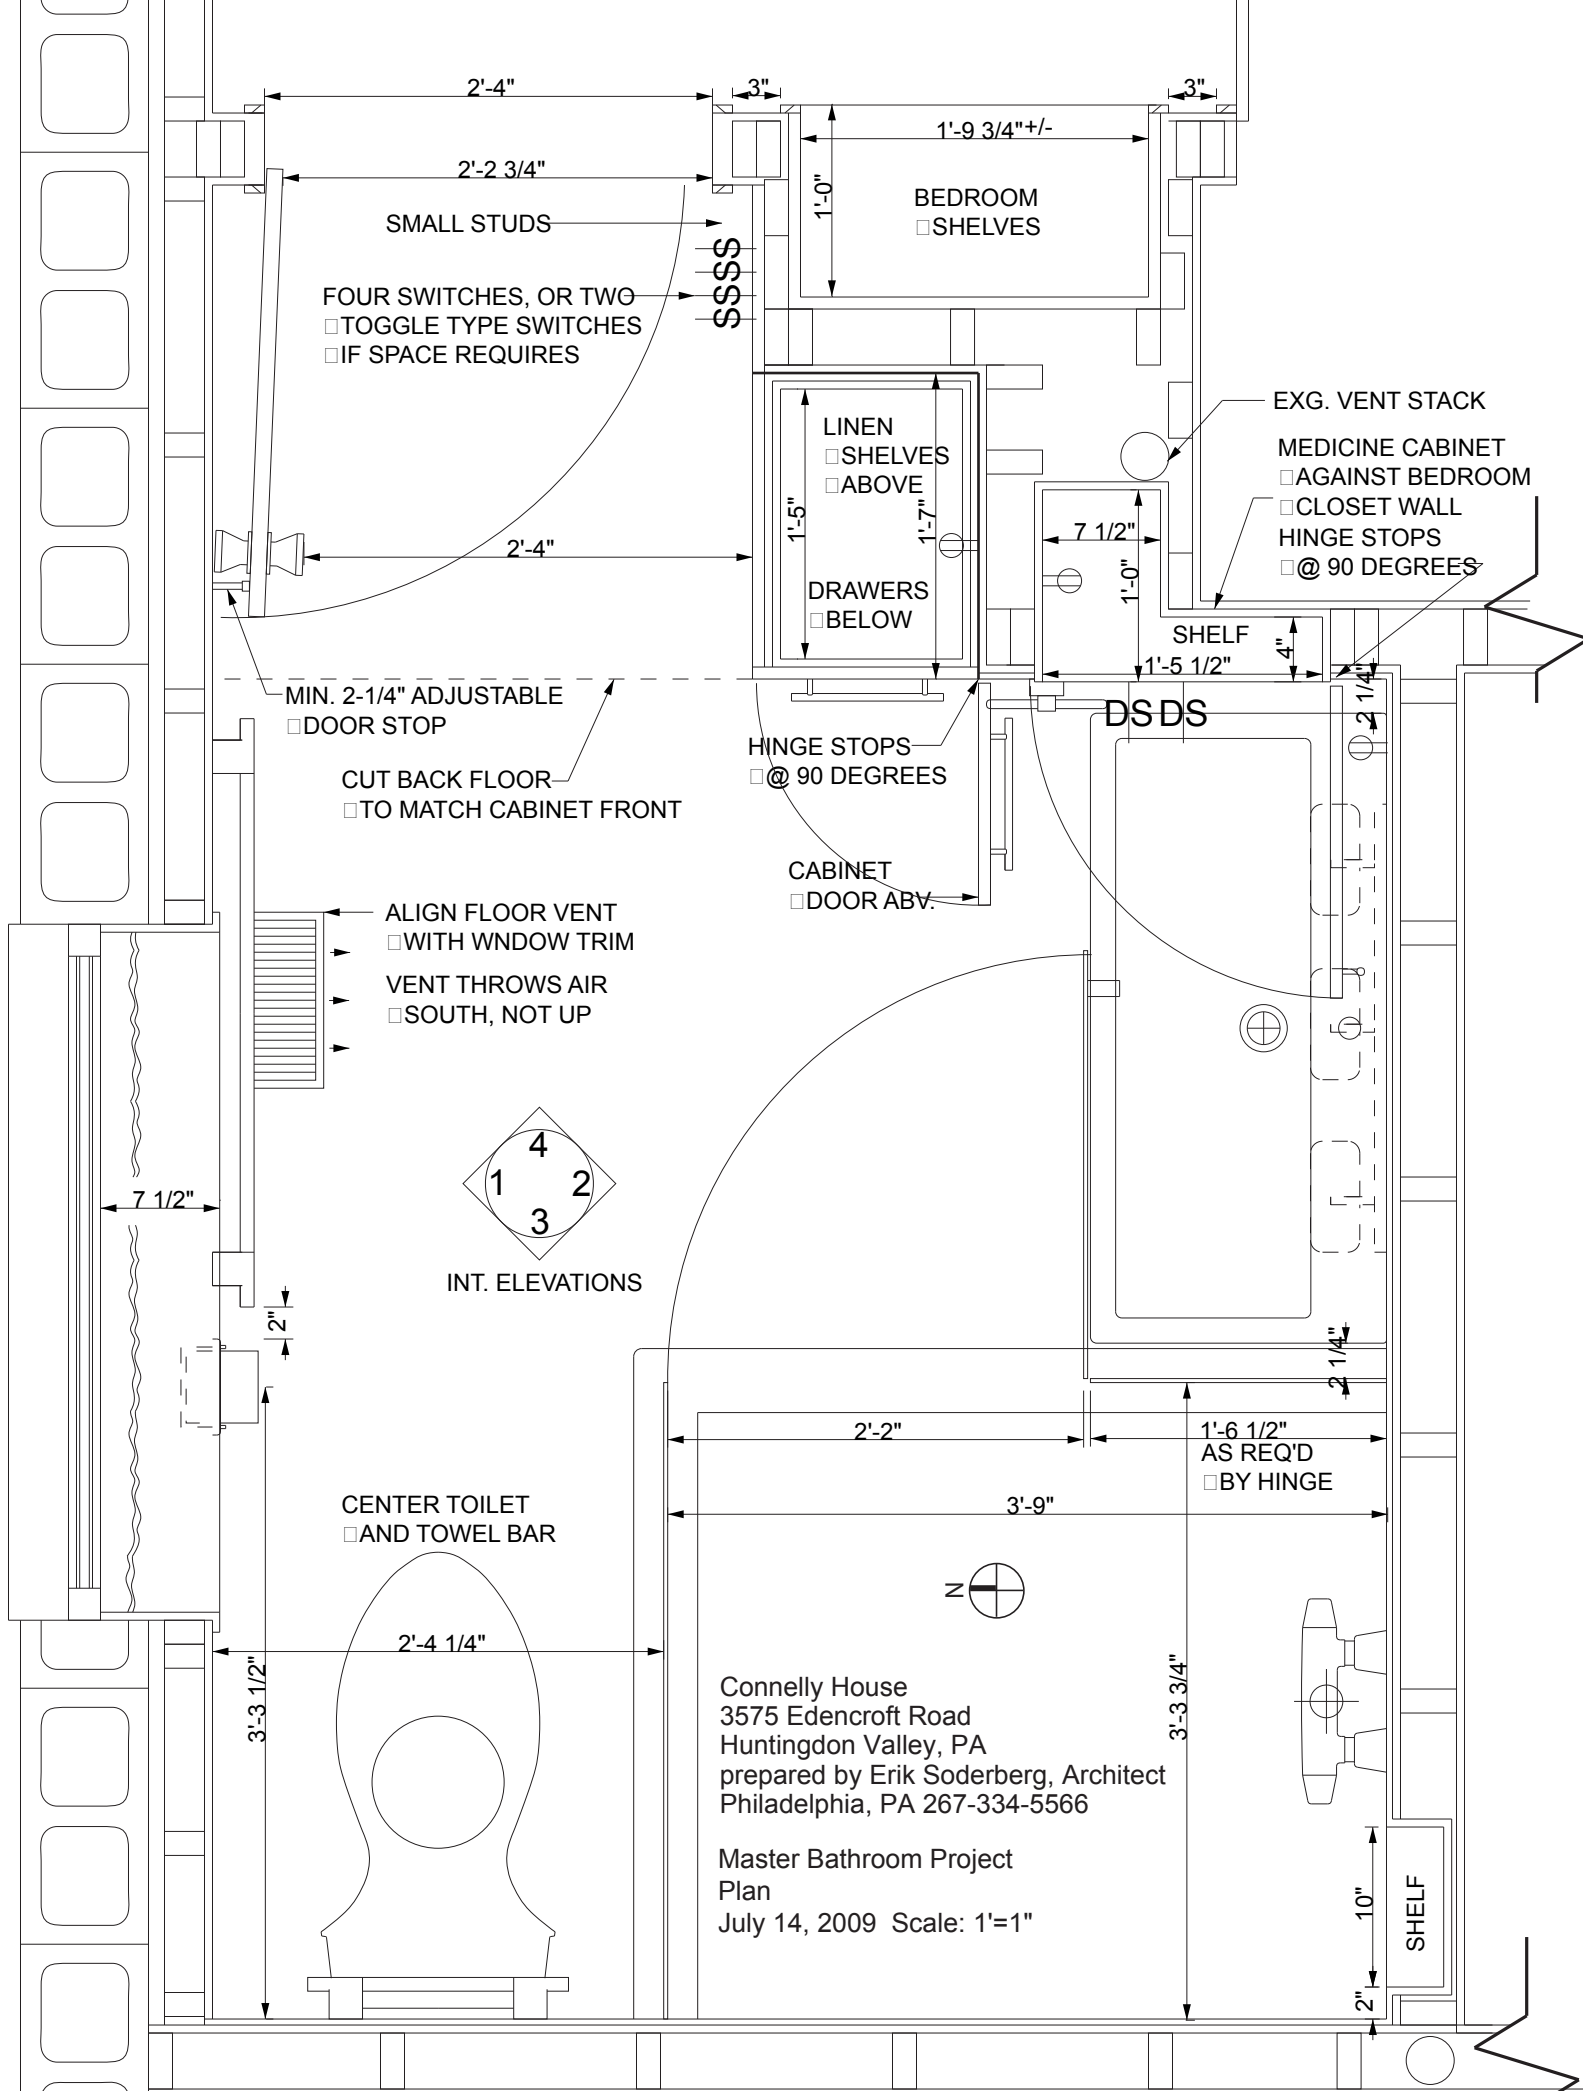 2'-4"
3"
3"
1'-9 3/4"+/-
2'-2 3/4"
1'-0"
BEDROOM
□SHELVES
SMALL STUDS
SSSS
FOUR SWITCHES, OR TWO
□TOGGLE TYPE SWITCHES
□IF SPACE REQUIRES
EXG. VENT STACK
LINEN
□SHELVES
□ABOVE
MEDICINE CABINET
□AGAINST BEDROOM
□CLOSET WALL
HINGE STOPS
□@ 90 DEGREES
1'-5"
1'-7"
7 1/2"
1'-0"
2'-4"
DRAWERS
□BELOW
SHELF
4"
1'-5 1/2"
2 1/4"
MIN. 2-1/4" ADJUSTABLE
□DOOR STOP
DS DS
HINGE STOPS
□@ 90 DEGREES
CUT BACK FLOOR
□TO MATCH CABINET FRONT
CABINET
□DOOR ABV.
ALIGN FLOOR VENT
□WITH WNDOW TRIM
VENT THROWS AIR
□SOUTH, NOT UP
4
1 2
3
7 1/2"
INT. ELEVATIONS
2"
2 1/4"
2'-2"
1'-6 1/2"
AS REQ'D
□BY HINGE
3'-9"
CENTER TOILET
□AND TOWEL BAR
N
2'-4 1/4"
3'-3 1/2"
3'-3 3/4"
Connelly House
3575 Edencroft Road
Huntingdon Valley, PA
prepared by Erik Soderberg, Architect
Philadelphia, PA 267-334-5566
Master Bathroom Project
Plan
July 14, 2009 Scale: 1'=1"
10"
SHELF
2"